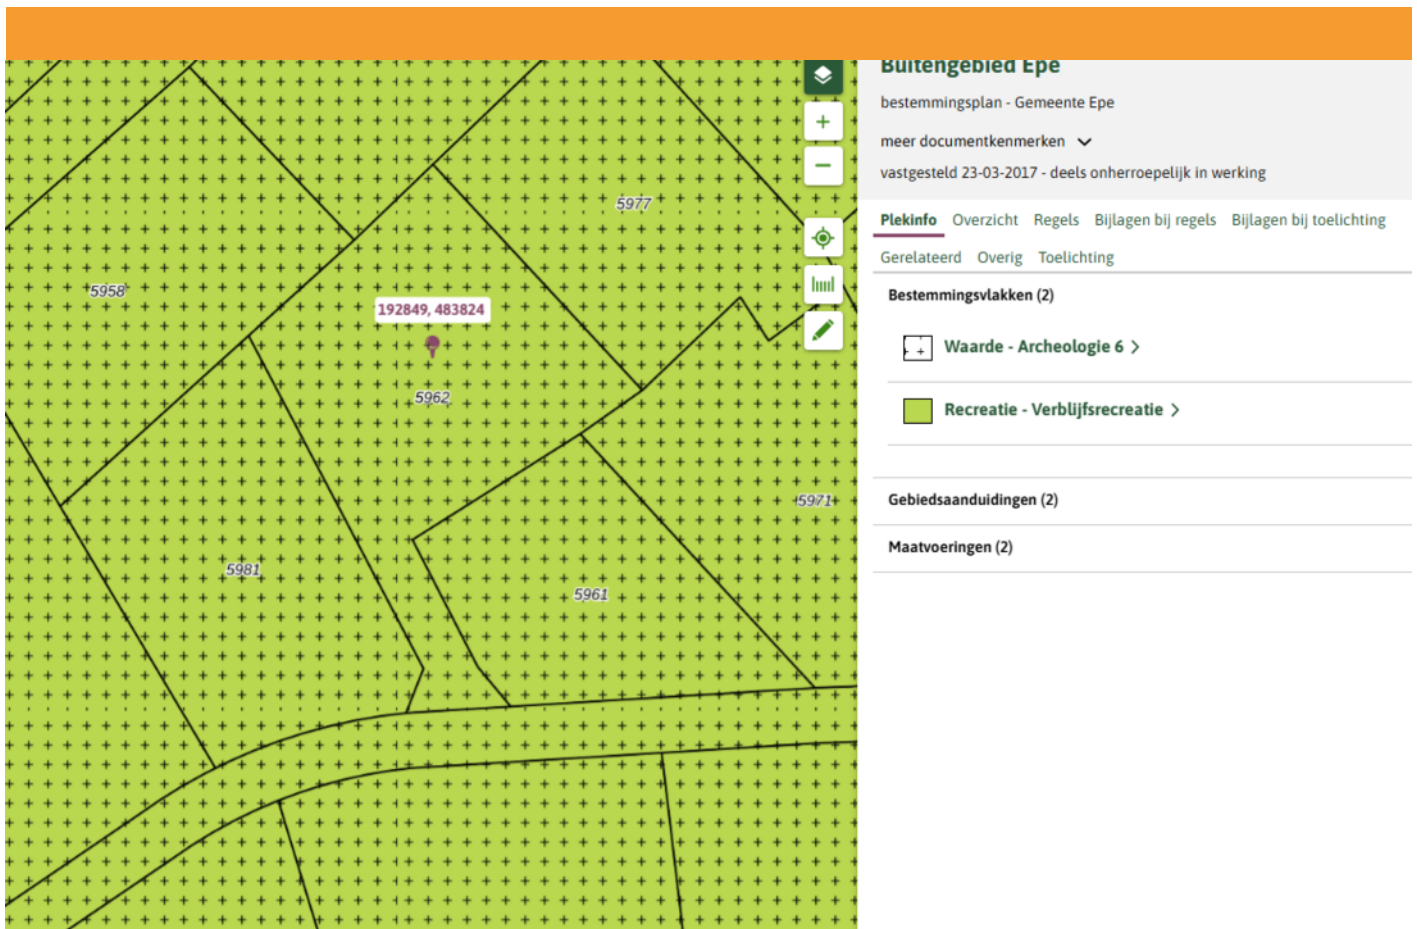 Buitengebied Epe
bestemmingsplan - Gemeente Epe
meer documentkenmerken
vastgesteld 23-03-2017 - deels onherroepelijk in werking
Plekinfo Overzicht Regels Bijlagen bij regels Bijlagen bij toelichting
Gerelateerd Overig Toelichting
Bestemmingsvlakken (2)
Waarde - Archeologie 6
Recreatie - Verblijfsrecreatie
Gebiedsaanduidingen (2)
Maatvoeringen (2)
5977
5958
192849, 483824
5962
5971
5981
5961